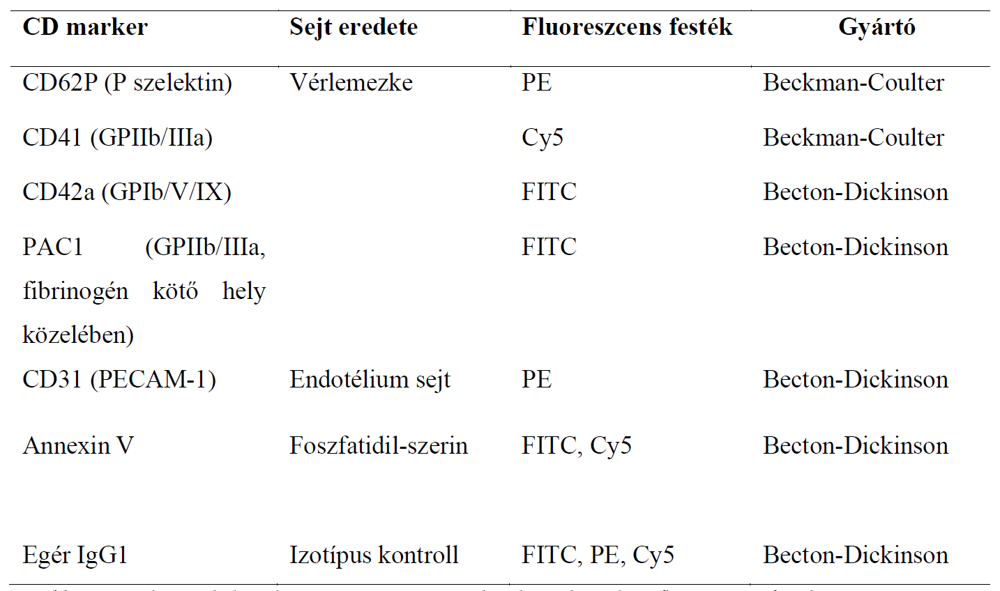 CD marker Sejt eredete Fluoreszcens festék Gyártó
CD62P (P szelektin) Vérlemezke PE Beckman-Coulter
CD41 (GPIIb/IIIa) Cy5 Beckman-Coulter
CD42a (GPIb/V/IX) FITC Becton-Dickinson
PAC1 (GPIIb/IIIa, FITC Becton-Dickinson
fibrinogén kötő hely
közelében)
CD31 (PECAM-1) Endotélium sejt PE Becton-Dickinson
Annexin V Foszfatidil-szerin FITC, Cy5 Becton-Dickinson
Egér IgG1 Izotípus kontroll FITC, PE, Cy5 Becton-Dickinson